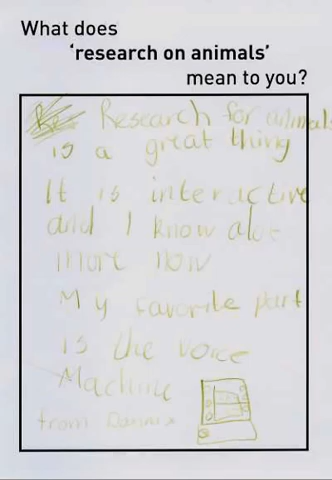 What does
'research on animals'
mean to you?
Research for animals
is a great thing
It is interactive
and I know alot
more now
My favorite part
is the voice
Machine
from